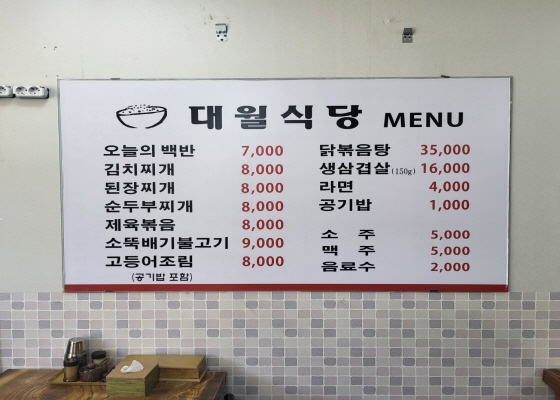 대월식당 MENU
오늘의 백반 7,000
김치찌개 8,000
된장찌개 8,000
순두부찌개 8,000
제육볶음 8,000
소뚝배기불고기 9,000
고등어조림 8,000
(공기밥 포함)
닭볶음탕 35,000
생삼겹살(150g) 16,000
라면 4,000
공기밥 1,000
소 주 5,000
맥 주 5,000
음료수 2,000